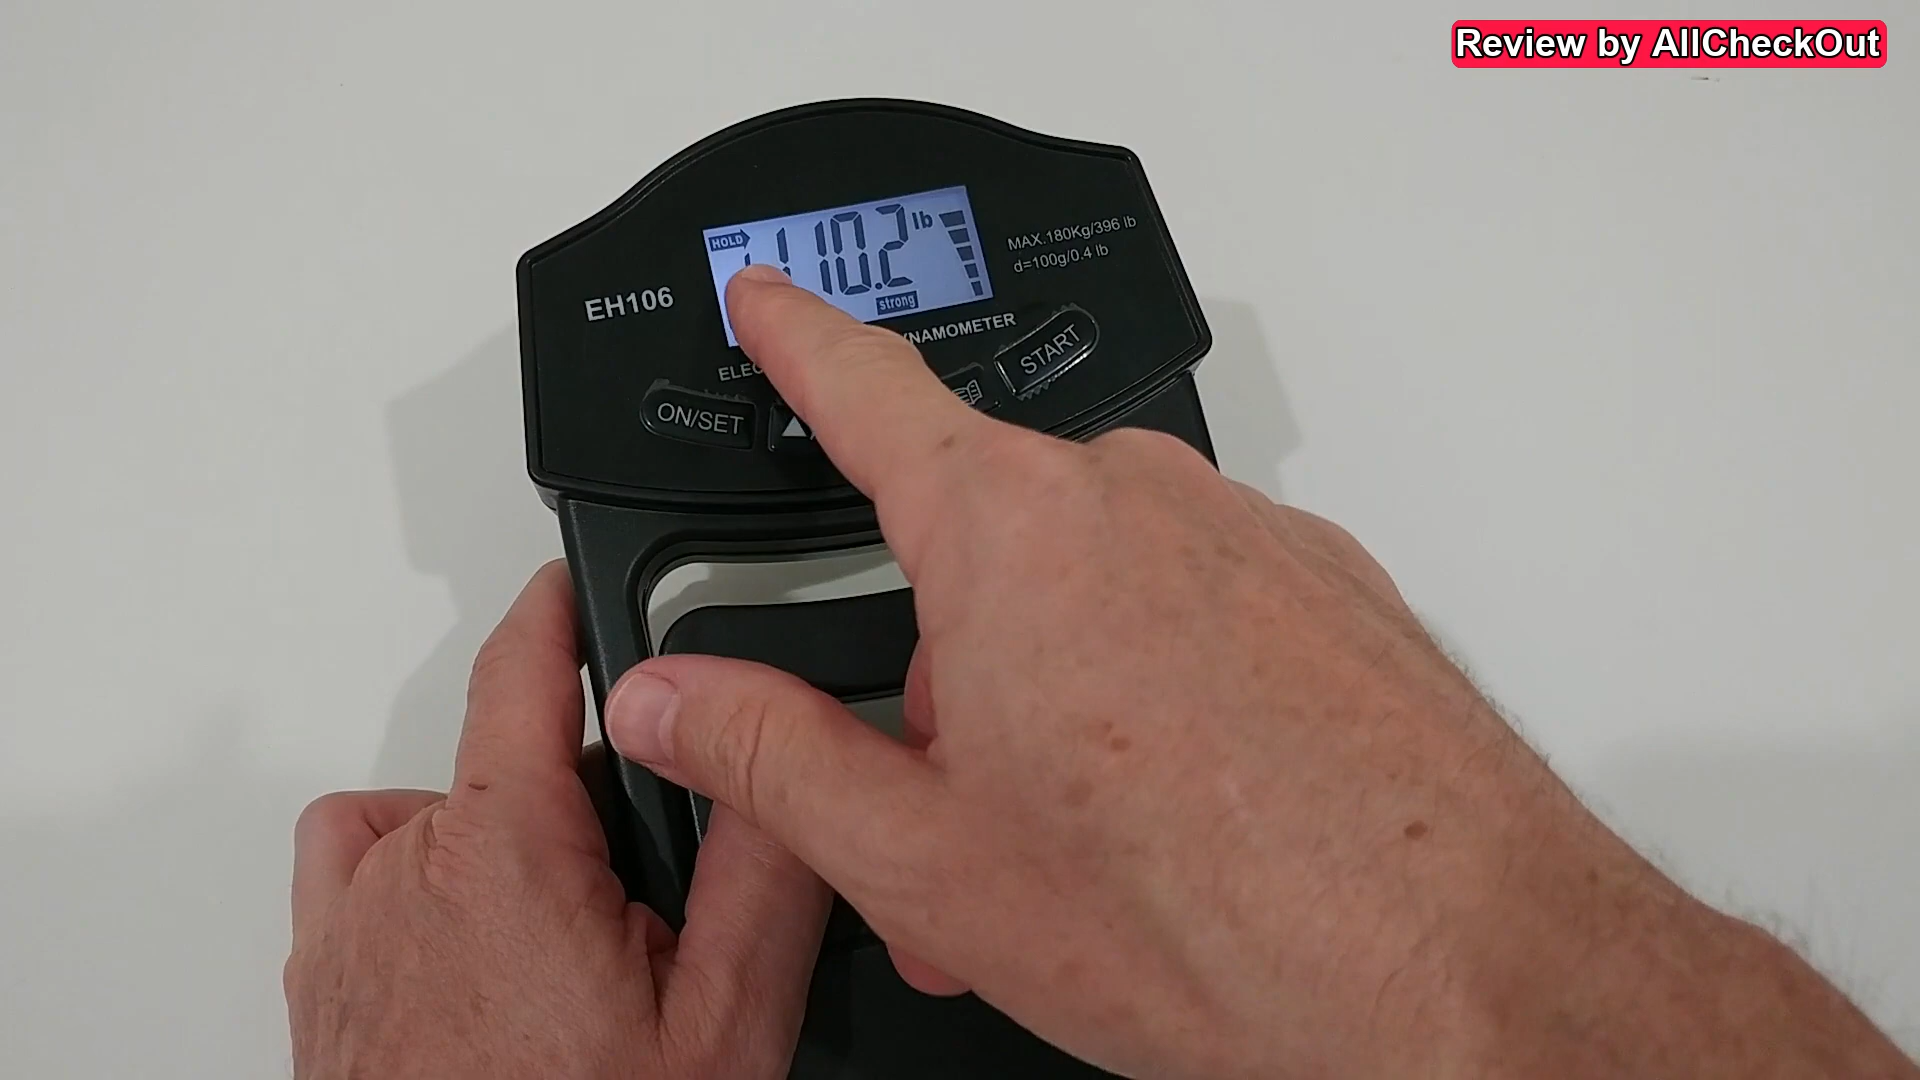 Review by AllCheckOut
HOLD
110.2 lb
strong
MAX.180Kg/396 lb
d=100g/0.4 lb
EH106
START
ON/SET